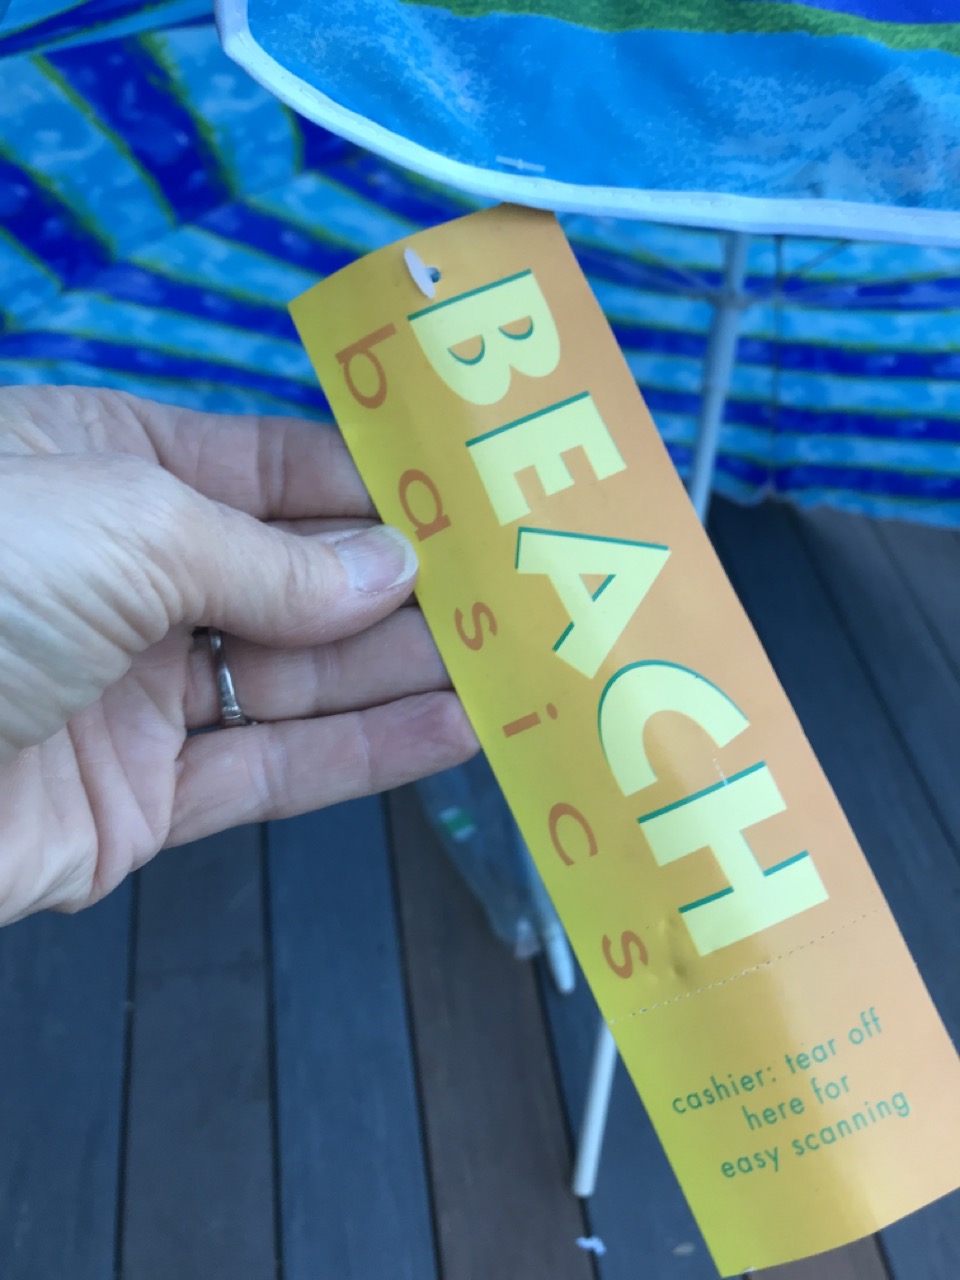 BEACH
basics
cashier: tear off
here for
easy scanning